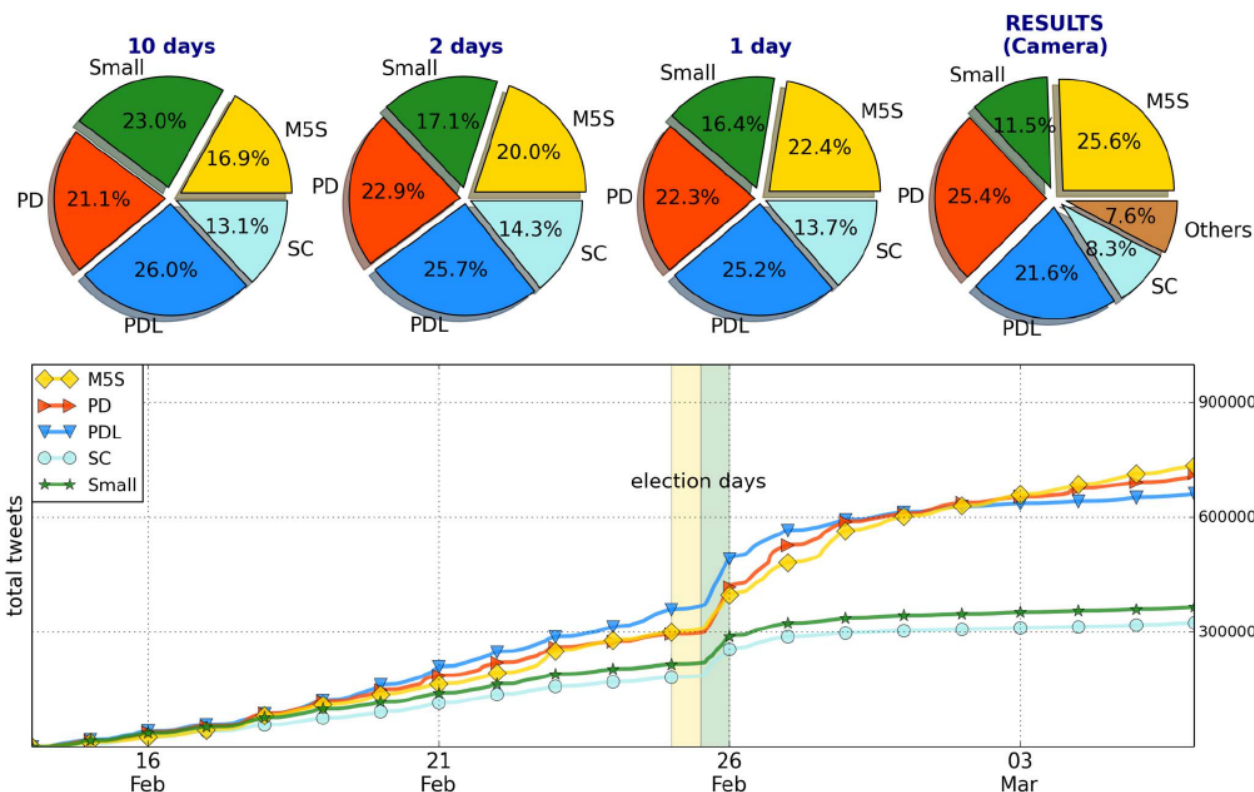 10 days
Small
23.0%
M5S
16.9%
PD
21.1%
13.1%
SC
26.0%
PDL
2 days
Small
17.1%
M5S
20.0%
PD
22.9%
14.3%
SC
25.7%
PDL
1 day
Small
16.4%
M5S
22.4%
PD
22.3%
13.7%
SC
25.2%
PDL
RESULTS
(Camera)
Small
11.5%
M5S
25.6%
PD
25.4%
7.6%
Others
8.3%
SC
21.6%
PDL
M5S
PD
PDL
SC
Small
total tweets
election days
900000
600000
300000
16
Feb
21
Feb
26
Feb
03
Mar